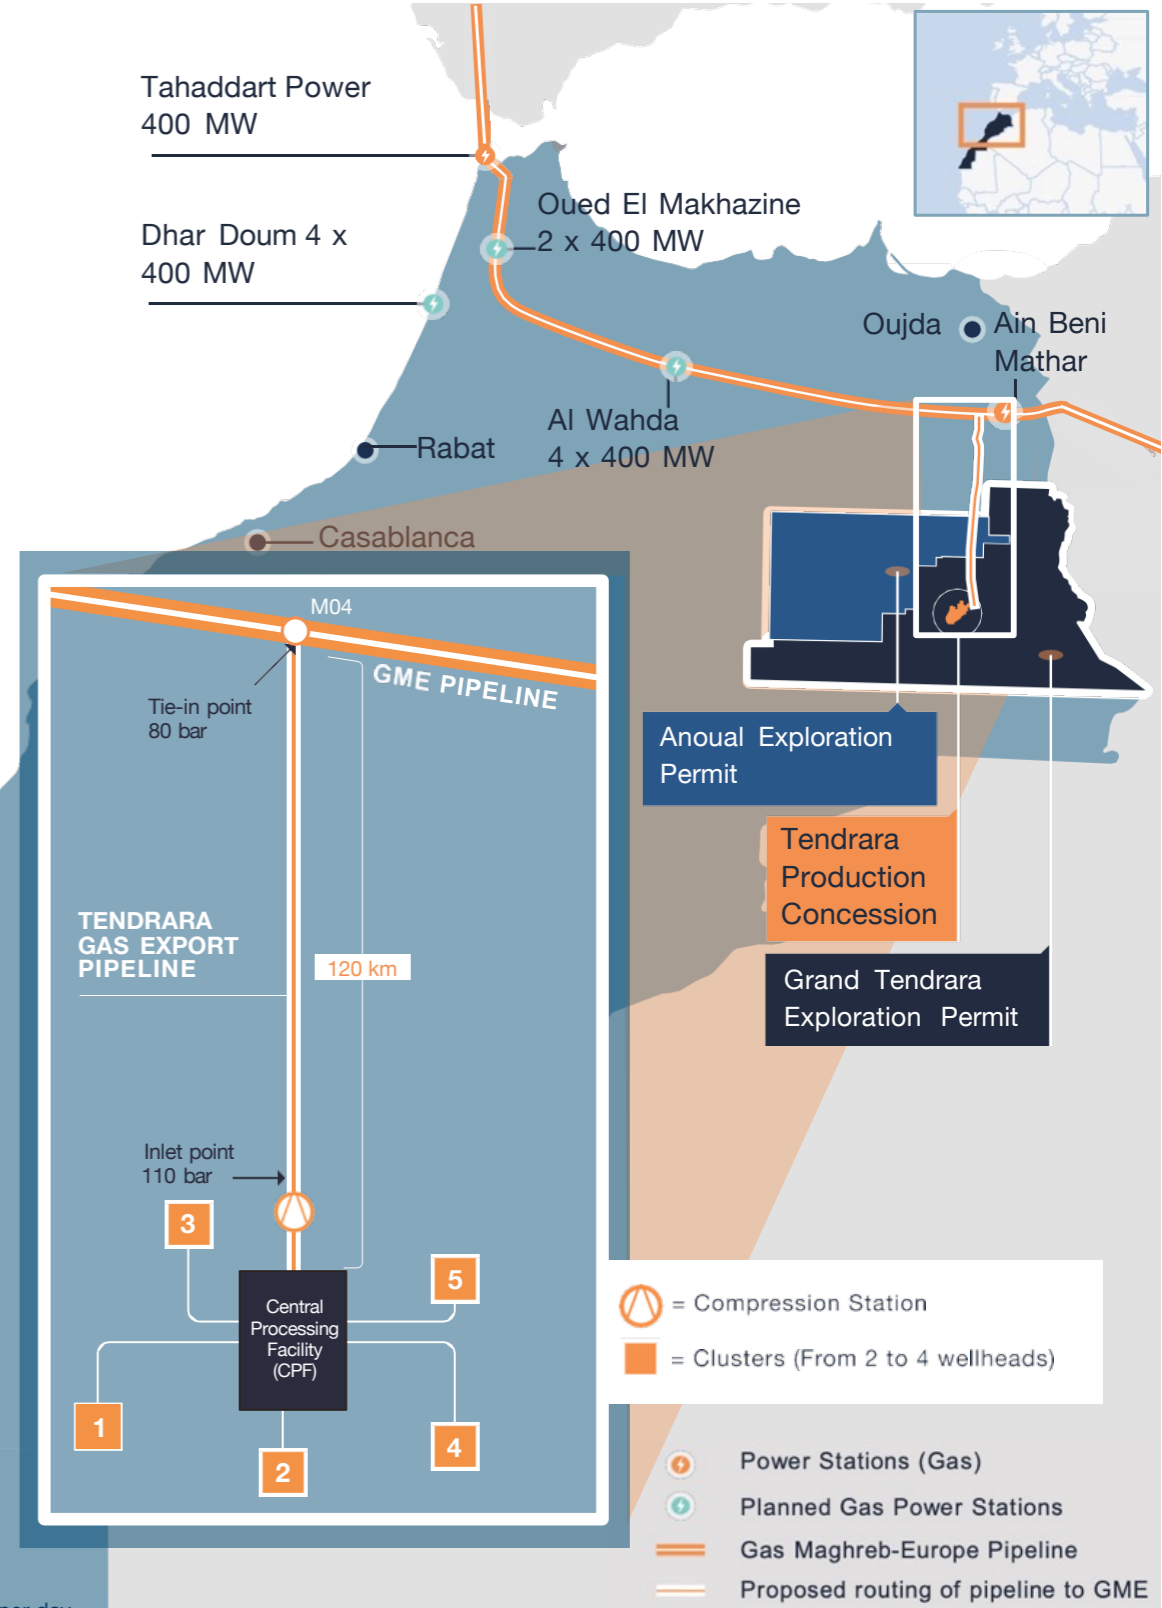 Tahaddart Power
400 MW
Oued El Makhazine
2 x 400 MW
Dhar Doum 4 x
400 MW
Oujda
Ain Beni
Mathar
Al Wahda
4 x 400 MW
Rabat
Casablanca
M04
GME PIPELINE
Tie-in point
80 bar
Anoual Exploration
Permit
Tendrara
Production
Concession
TENDRARA
GAS EXPORT
PIPELINE
120 km
Grand Tendrara
Exploration Permit
Inlet point
110 bar
3
5
Central
Processing
Facility
(CPF)
1
4
2
= Compression Station
= Clusters (From 2 to 4 wellheads)
Power Stations (Gas)
Planned Gas Power Stations
Gas Maghreb-Europe Pipeline
Proposed routing of pipeline to GME